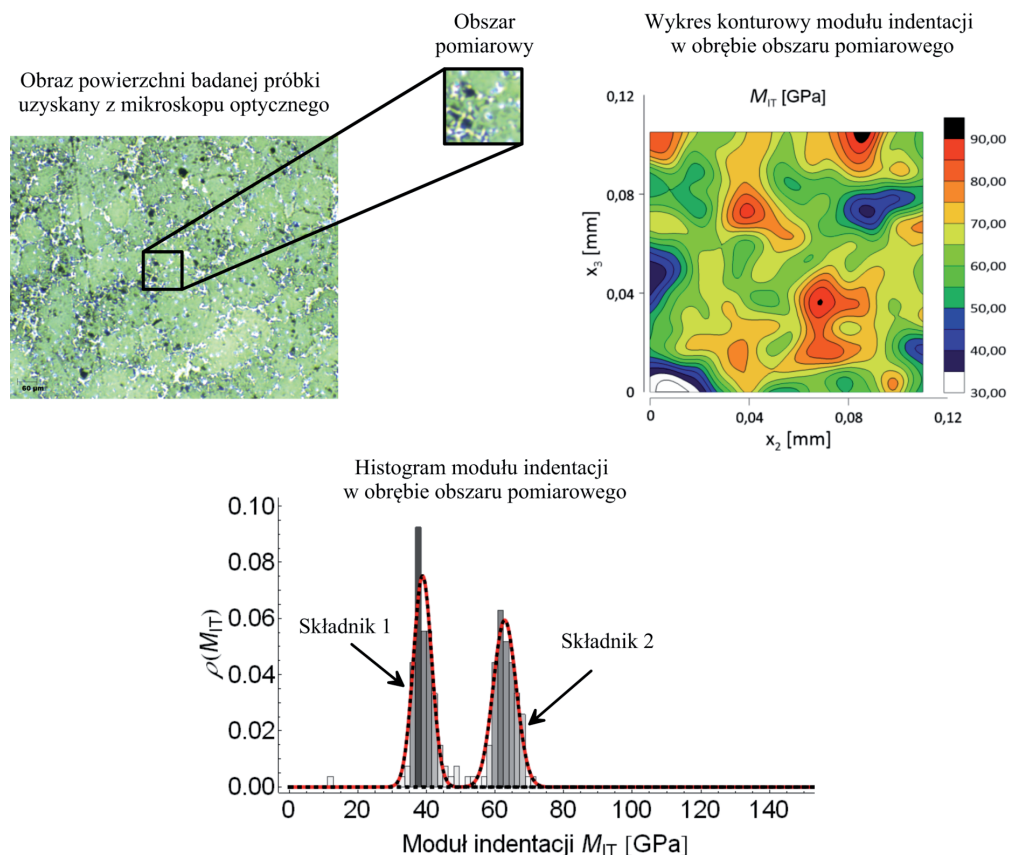 Obszar
pomiarowy
Wykres konturowy modułu indentacji
w obrębie obszaru pomiarowego
Obraz powierzchni badanej próbki
uzyskany z mikroskopu optycznego
60 µm
0,12
M_IT [GPa]
90,00
0,08
80,00
70,00
x_3 [mm]
60,00
0,04
50,00
40,00
0
30,00
0
0,04
0,08
0,12
x_2 [mm]
Histogram modułu indentacji
w obrębie obszaru pomiarowego
0.10
0.08
0.06
0.04
0.02
0.00
ρ(M_IT)
Składnik 1
Składnik 2
0 20 40 60 80 100 120 140
Moduł indentacji M_IT [GPa]